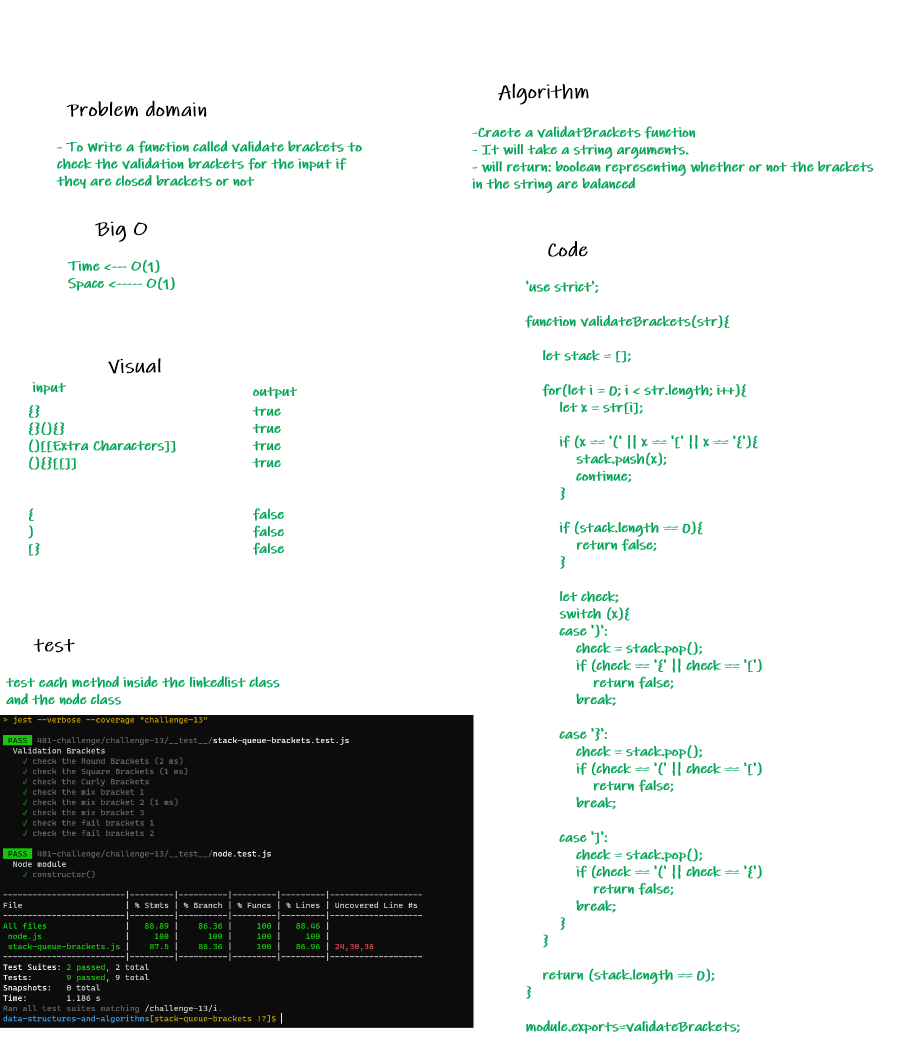 Problem domain
- To write a function called validate brackets to
check the validation brackets for the input if
they are closed brackets or not
Big O
Time <--- O(1)
Space <----- O(1)
Visual
input output
{} true
{}(){} true
()[[Extra Characters]] true
(){}[[]] true
{ false
) false
[} false
test
test each method inside the linkedlist class
and the node class
> jest --verbose --coverage "challenge-13"
PASS 401-challenge/challenge-13/__test__/stack-queue-brackets.test.js
Validation Brackets
√ check the Round Brackets (2 ms)
√ check the Square Brackets (1 ms)
√ check the Curly Brackets
√ check the mix bracket 1
√ check the mix bracket 2 (1 ms)
√ check the mix bracket 3
√ check the fail brackets 1
√ check the fail brackets 2
PASS 401-challenge/challenge-13/__test__/node.test.js
Node module
√ constructor()
-------------------------|---------|----------|---------|---------|-------------------
File | % Stmts | % Branch | % Funcs | % Lines | Uncovered Line #s
-------------------------|---------|----------|---------|---------|-------------------
All files | 88.89 | 86.36 | 100 | 88.46 |
node.js | 100 | 100 | 100 | 100 |
stack-queue-brackets.js | 87.5 | 86.36 | 100 | 86.96 | 24,30,36
-------------------------|---------|----------|---------|---------|-------------------
Test Suites: 2 passed, 2 total
Tests: 9 passed, 9 total
Snapshots: 0 total
Time: 1.186 s
Ran all test suites matching /challenge-13/i.
data-structures-and-algorithms[stack-queue-brackets !?]$
Algorithm
-Craete a validatBrackets function
- It will take a string arguments.
- will return: boolean representing whether or not the brackets
in the string are balanced
Code
'use strict';
function validateBrackets(str){
let stack = [];
for(let i = 0; i < str.length; i++){
let x = str[i];
if (x == '(' || x == '[' || x == '{'){
stack.push(x);
continue;
}
if (stack.length == 0){
return false;
}
let check;
switch (x){
case ')':
check = stack.pop();
if (check == '{' || check == '[')
return false;
break;
case '}':
check = stack.pop();
if (check == '(' || check == '[')
return false;
break;
case ']':
check = stack.pop();
if (check == '(' || check == '{')
return false;
break;
}
}
return (stack.length == 0);
}
module.exports=validateBrackets;